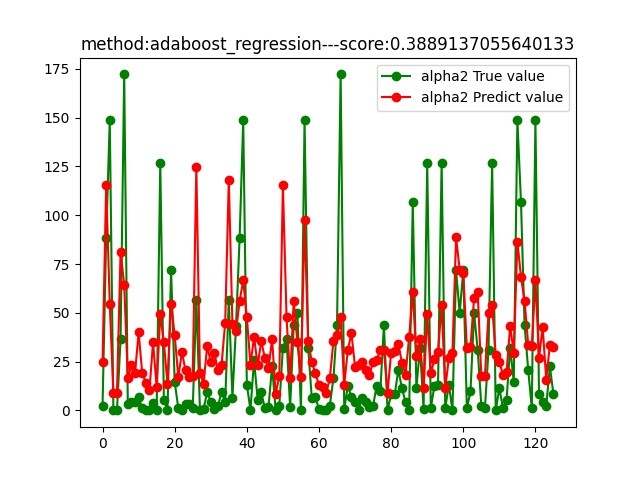 method:adaboost_regression---score:0.3889137055640133
alpha2 True value
alpha2 Predict value
175
150
125
100
75
50
25
0
0 20 40 60 80 100 120